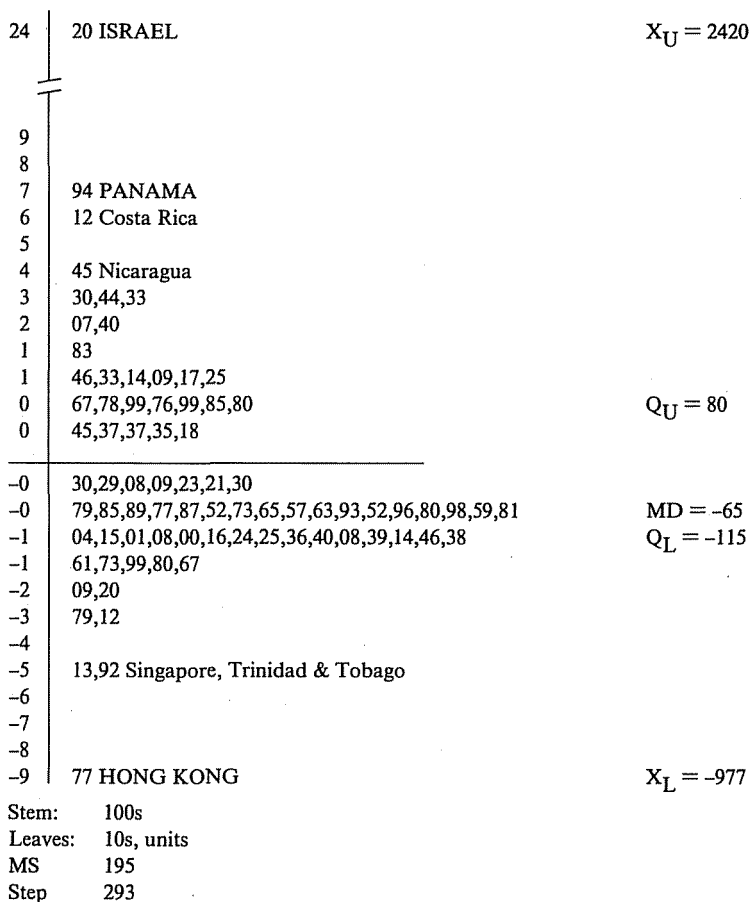 24 20 ISRAEL X_U = 2420
9
8
7 94 PANAMA
6 12 Costa Rica
5
4 45 Nicaragua
3 30,44,33
2 07,40
1 83
1 46,33,14,09,17,25
0 67,78,99,76,99,85,80 Q_U = 80
0 45,37,37,35,18
–0 30,29,08,09,23,21,30
–0 79,85,89,77,87,52,73,65,57,63,93,52,96,80,98,59,81 MD = –65
–1 04,15,01,08,00,16,24,25,36,40,08,39,14,46,38 Q_L = –115
–1 61,73,99,80,67
–2 09,20
–3 79,12
–4
–5 13,92 Singapore, Trinidad & Tobago
–6
–7
–8
–9 77 HONG KONG X_L = –977
Stem: 100s
Leaves: 10s, units
MS 195
Step 293